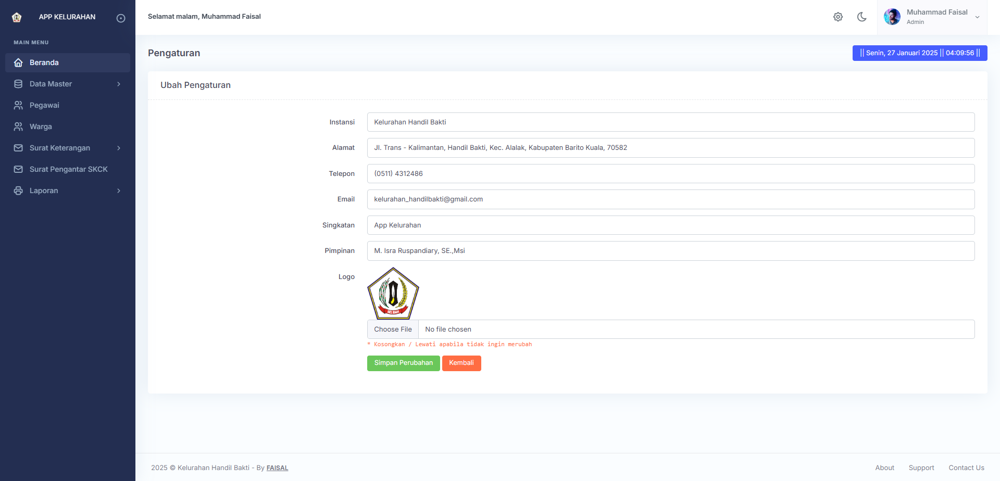 APP KELURAHAN
MAIN MENU
Beranda
Data Master
Pegawai
Warga
Surat Keterangan
Surat Pengantar SKCK
Laporan
Selamat malam, Muhammad Faisal
Muhammad Faisal
Admin
Pengaturan
|| Senin, 27 Januari 2025 || 04:09:56 ||
Ubah Pengaturan
Instansi Kelurahan Handil Bakti
Alamat Jl. Trans - Kalimantan, Handil Bakti, Kec. Alalak, Kabupaten Barito Kuala, 70582
Telepon (0511) 4312486
Email kelurahan_handilbakti@gmail.com
Singkatan App Kelurahan
Pimpinan M. Isra Ruspandiary, SE.,Msi
Logo
SELIDAH
Choose File No file chosen
* Kosongkan / Lewati apabila tidak ingin merubah
Simpan Perubahan Kembali
2025 © Kelurahan Handil Bakti - By FAISAL
About Support Contact Us